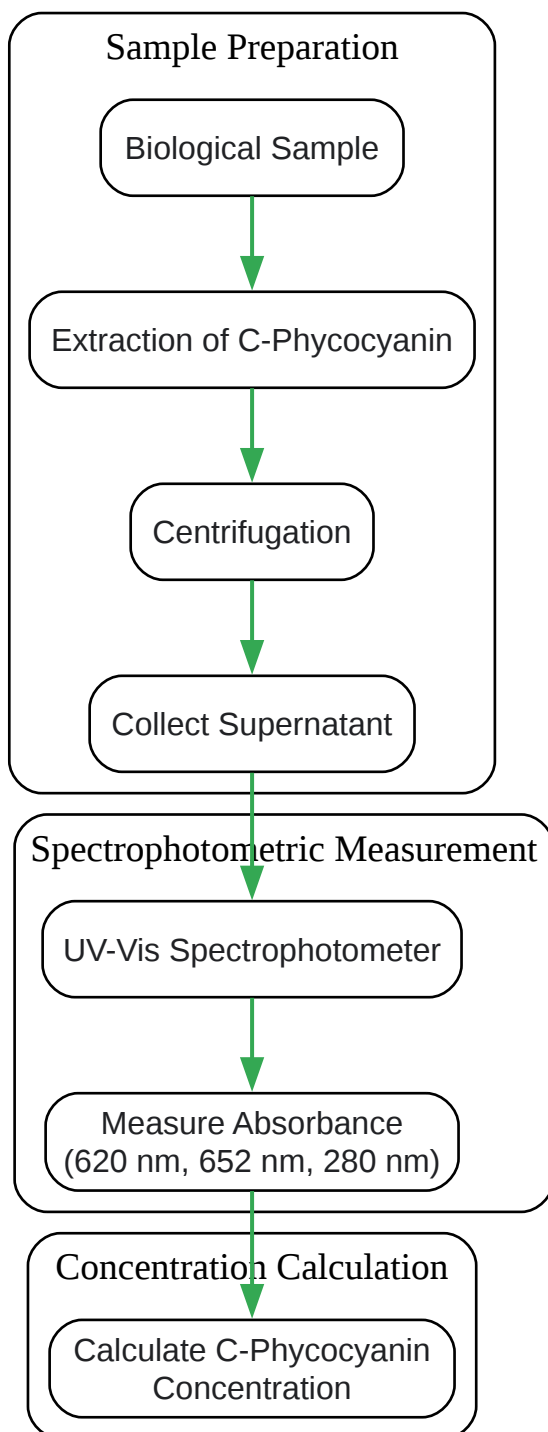 Sample Preparation
Biological Sample
Extraction of C-Phycocyanin
Centrifugation
Collect Supernatant
Spectrophotometric Measurement
UV-Vis Spectrophotometer
Measure Absorbance
(620 nm, 652 nm, 280 nm)
Concentration Calculation
Calculate C-Phycocyanin
Concentration